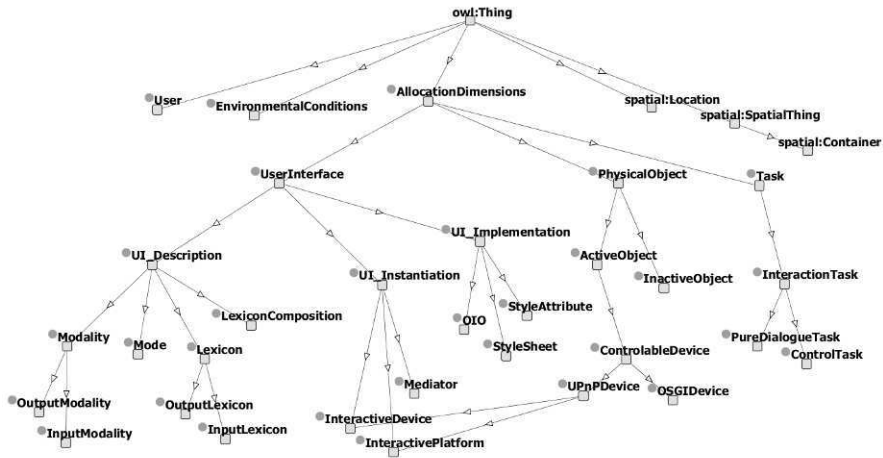 owl:Thing
User
EnvironmentalConditions
AllocationDimensions
spatial:Location
spatial:SpatialThing
spatial:Container
UserInterface
PhysicalObject
Task
UI_Description
UI_Instantiation
UI_Implementation
ActiveObject
InactiveObject
InteractionTask
LexiconComposition
OIO
StyleAttribute
Modality
Mode
Lexicon
StyleSheet
ControlableDevice
PureDialogueTask
ControlTask
OutputModality
OutputLexicon
Mediator
UPnPDevice
OSGIDevice
InputModality
InputLexicon
InteractiveDevice
InteractivePlatform